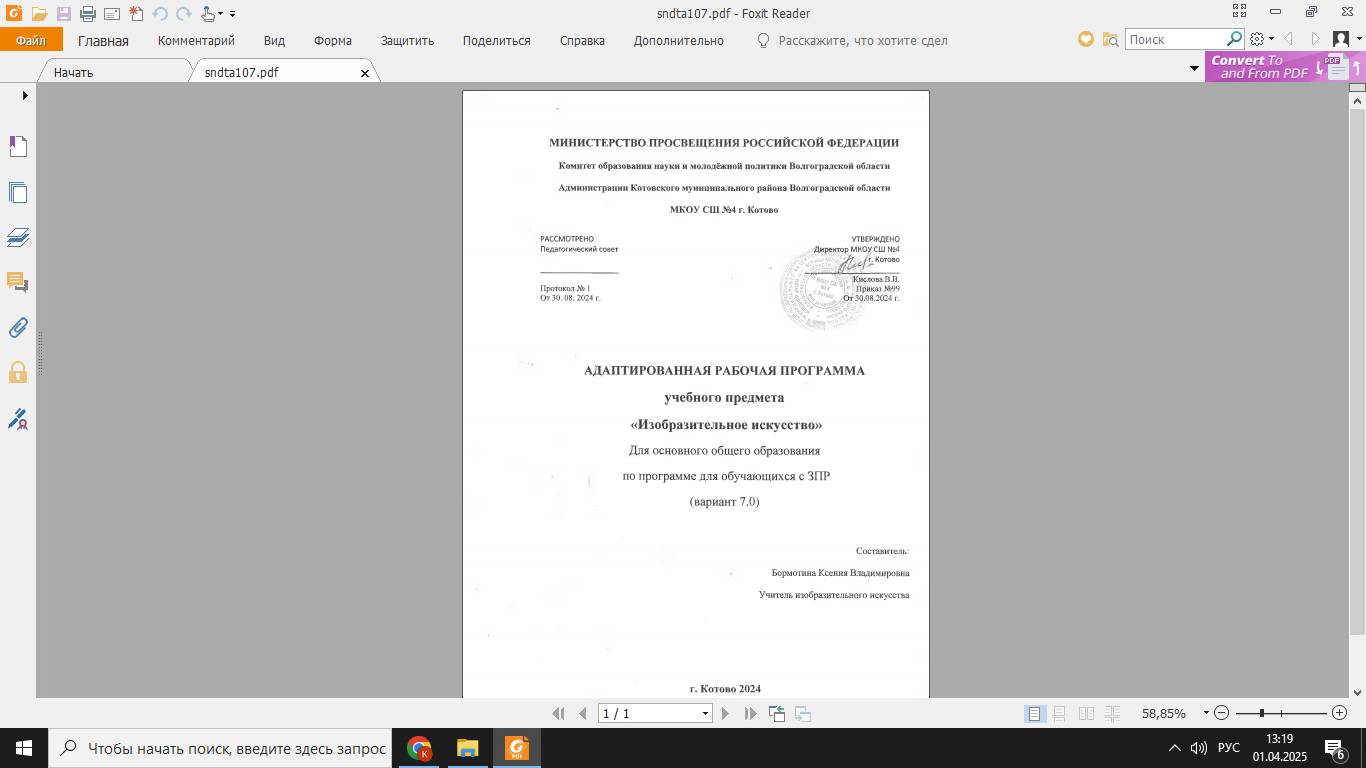 sndta107.pdf - Foxit Reader
Файл Главная Комментарий Вид Форма Защитить Поделиться Справка Дополнительно Расскажите, что хотите сдел Поиск
Начать sndta107.pdf
Convert To
and From PDF
PDF
МИНИСТЕРСТВО ПРОСВЕЩЕНИЯ РОССИЙСКОЙ ФЕДЕРАЦИИ
Комитет образования науки и молодёжной политики Волгоградской области
Администрации Котовского муниципального района Волгоградской области
МКОУ СШ №4 г. Котово
РАССМОТРЕНО
Педагогический совет
Протокол № 1
От 30. 08. 2024 г.
УТВЕРЖДЕНО
Директор МКОУ СШ №4
г. Котово
Кислова В.В.
Приказ №99
От 30.08.2024 г.
АДАПТИРОВАННАЯ РАБОЧАЯ ПРОГРАММА
учебного предмета
«Изобразительное искусство»
Для основного общего образования
по программе для обучающихся с ЗПР
(вариант 7.0)
Составитель:
Бормотина Ксения Владимировна
Учитель изобразительного искусства
г. Котово 2024
1 / 1
58,85%
Чтобы начать поиск, введите здесь запрос
K
PDF
РУС
13:19
01.04.2025
6